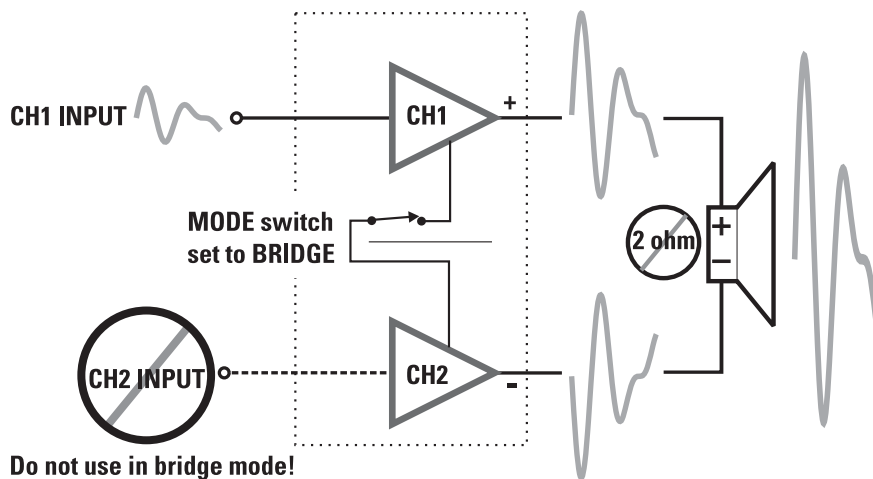 CH1 INPUT
CH1
+
MODE switch
set to BRIDGE
2 ohm
+
−
CH2 INPUT
CH2
-
Do not use in bridge mode!